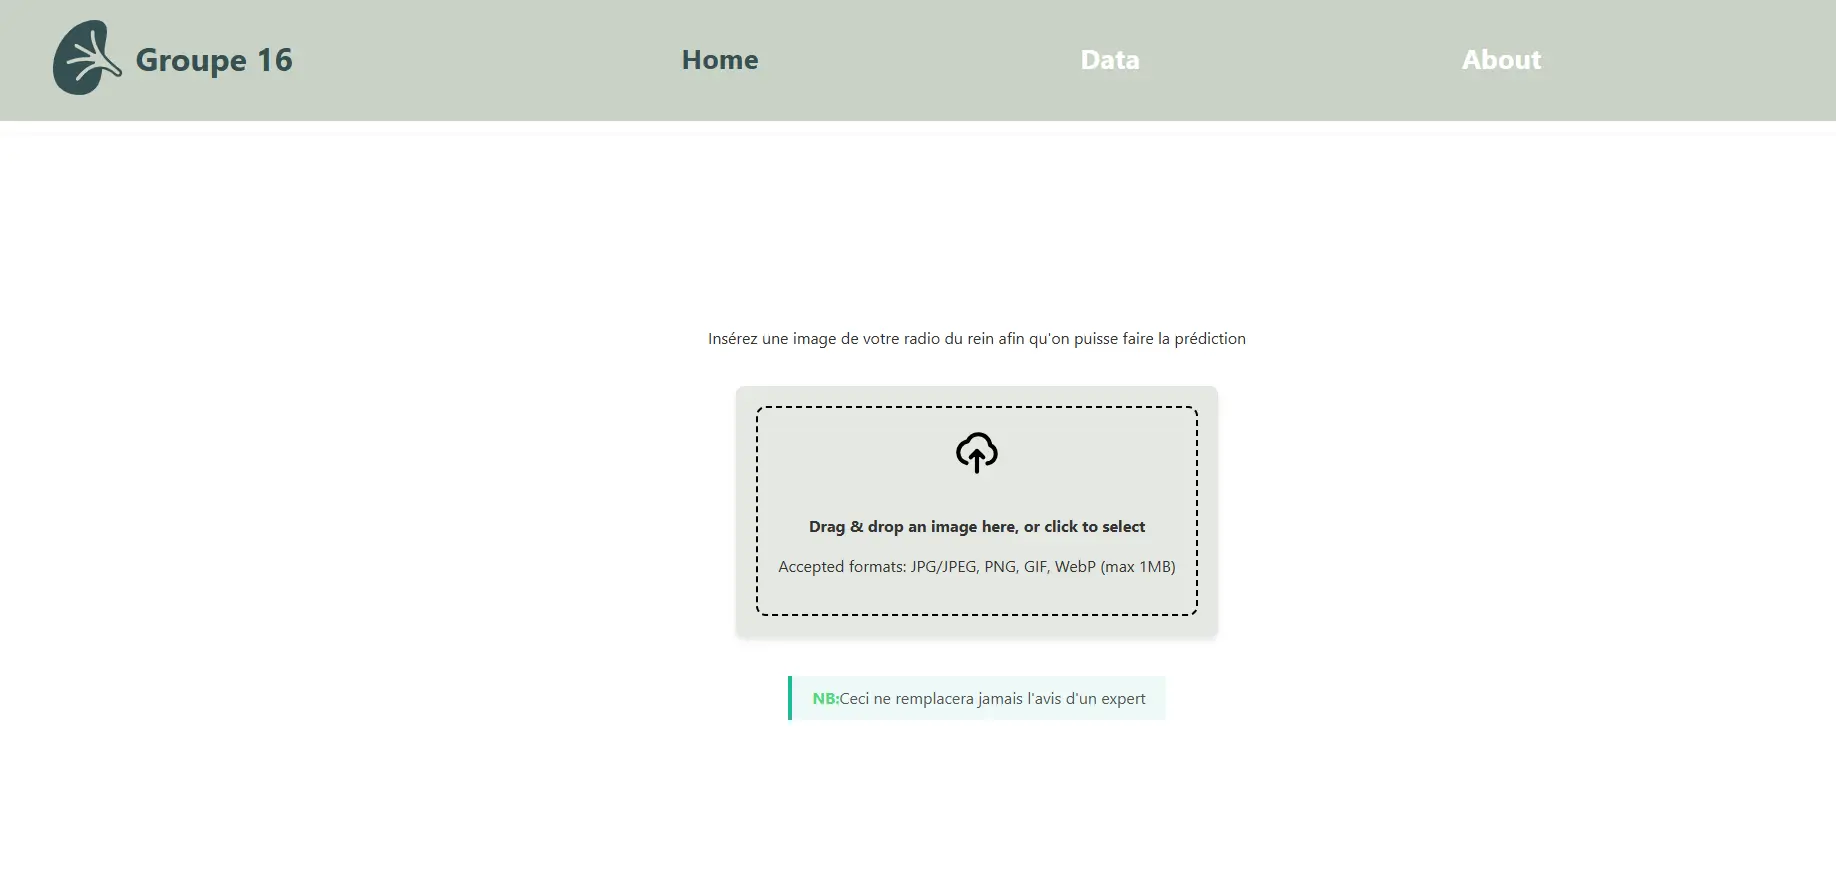 Groupe 16
Home
Data
About
Insérez une image de votre radio du rein afin qu'on puisse faire la prédiction
Drag & drop an image here, or click to select
Accepted formats: JPG/JPEG, PNG, GIF, WebP (max 1MB)
NB:Ceci ne remplacera jamais l'avis d'un expert